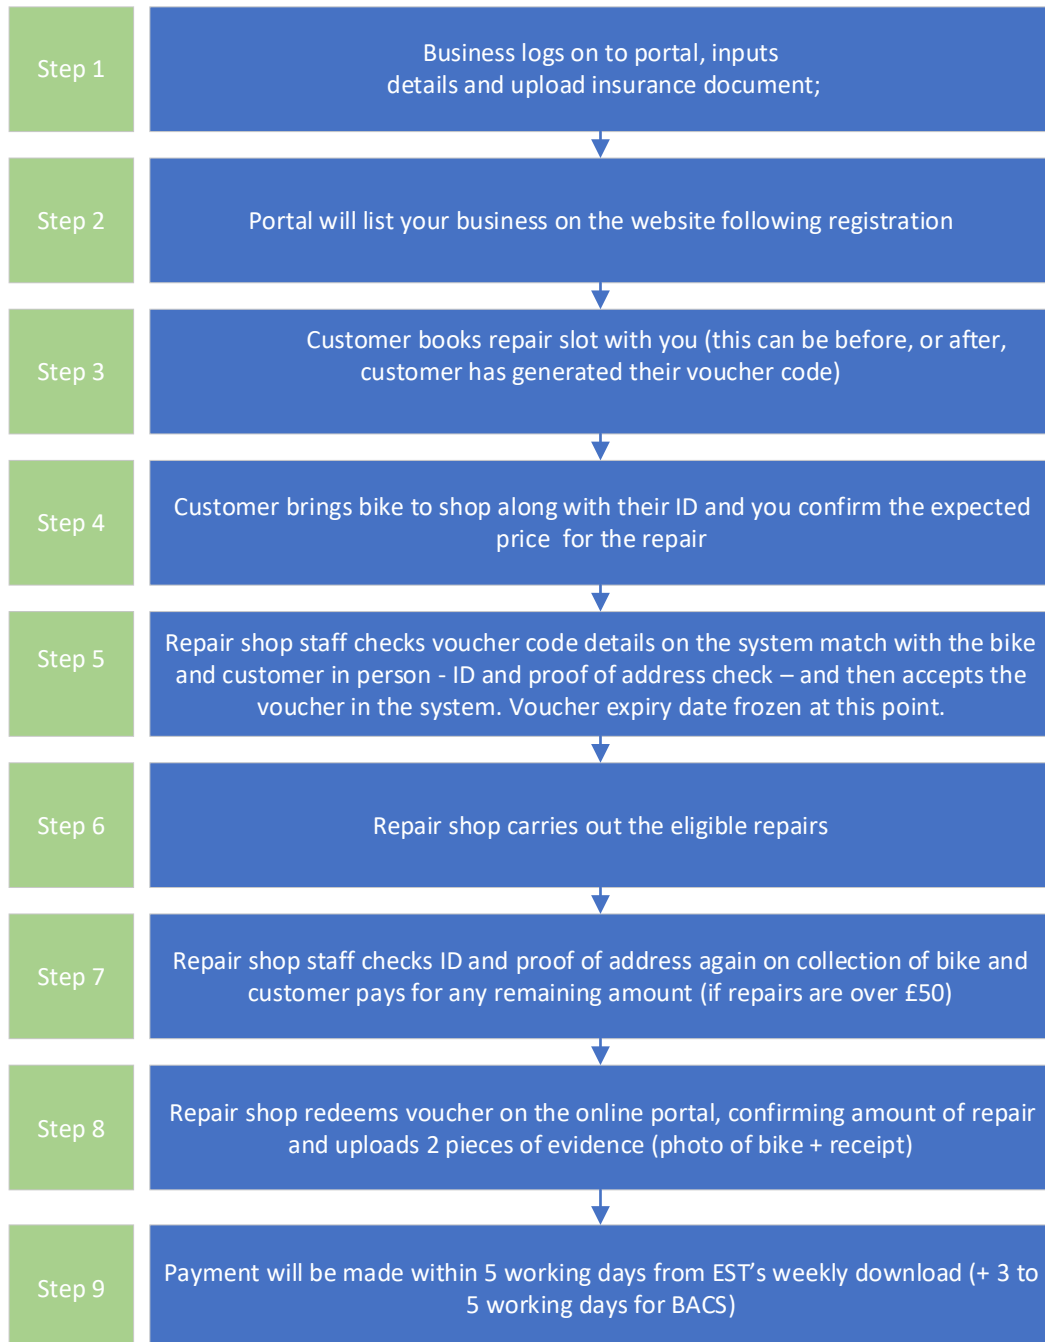 Step 1
Business logs on to portal, inputs
details and upload insurance document;
Step 2
Portal will list your business on the website following registration
Step 3
Customer books repair slot with you (this can be before, or after,
customer has generated their voucher code)
Step 4
Customer brings bike to shop along with their ID and you confirm the expected
price for the repair
Step 5
Repair shop staff checks voucher code details on the system match with the bike
and customer in person - ID and proof of address check – and then accepts the
voucher in the system. Voucher expiry date frozen at this point.
Step 6
Repair shop carries out the eligible repairs
Step 7
Repair shop staff checks ID and proof of address again on collection of bike and
customer pays for any remaining amount (if repairs are over £50)
Step 8
Repair shop redeems voucher on the online portal, confirming amount of repair
and uploads 2 pieces of evidence (photo of bike + receipt)
Step 9
Payment will be made within 5 working days from EST’s weekly download (+ 3 to
5 working days for BACS)